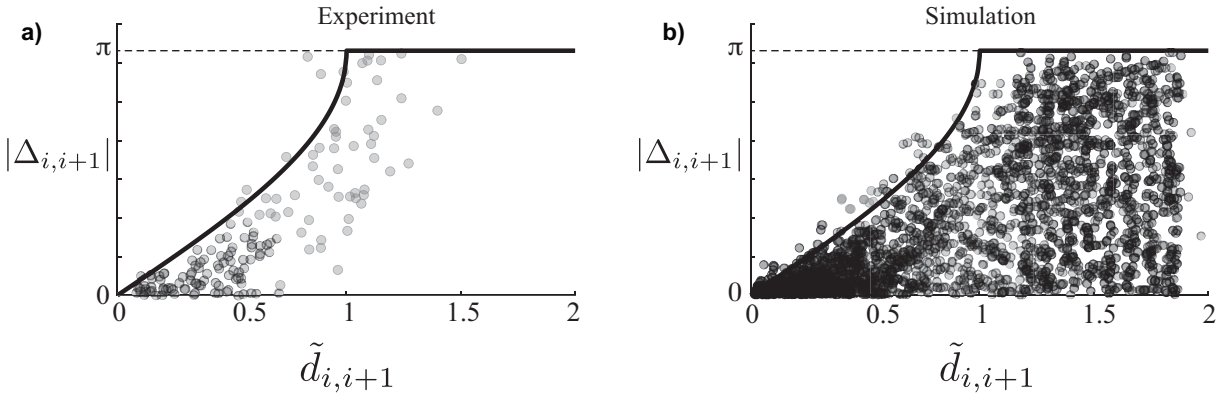 a)
Experiment
π
|Δ_{i,i+1}|
0
0 0.5 1 1.5 2
d̃_{i,i+1}
b)
Simulation
π
|Δ_{i,i+1}|
0
0 0.5 1 1.5 2
d̃_{i,i+1}